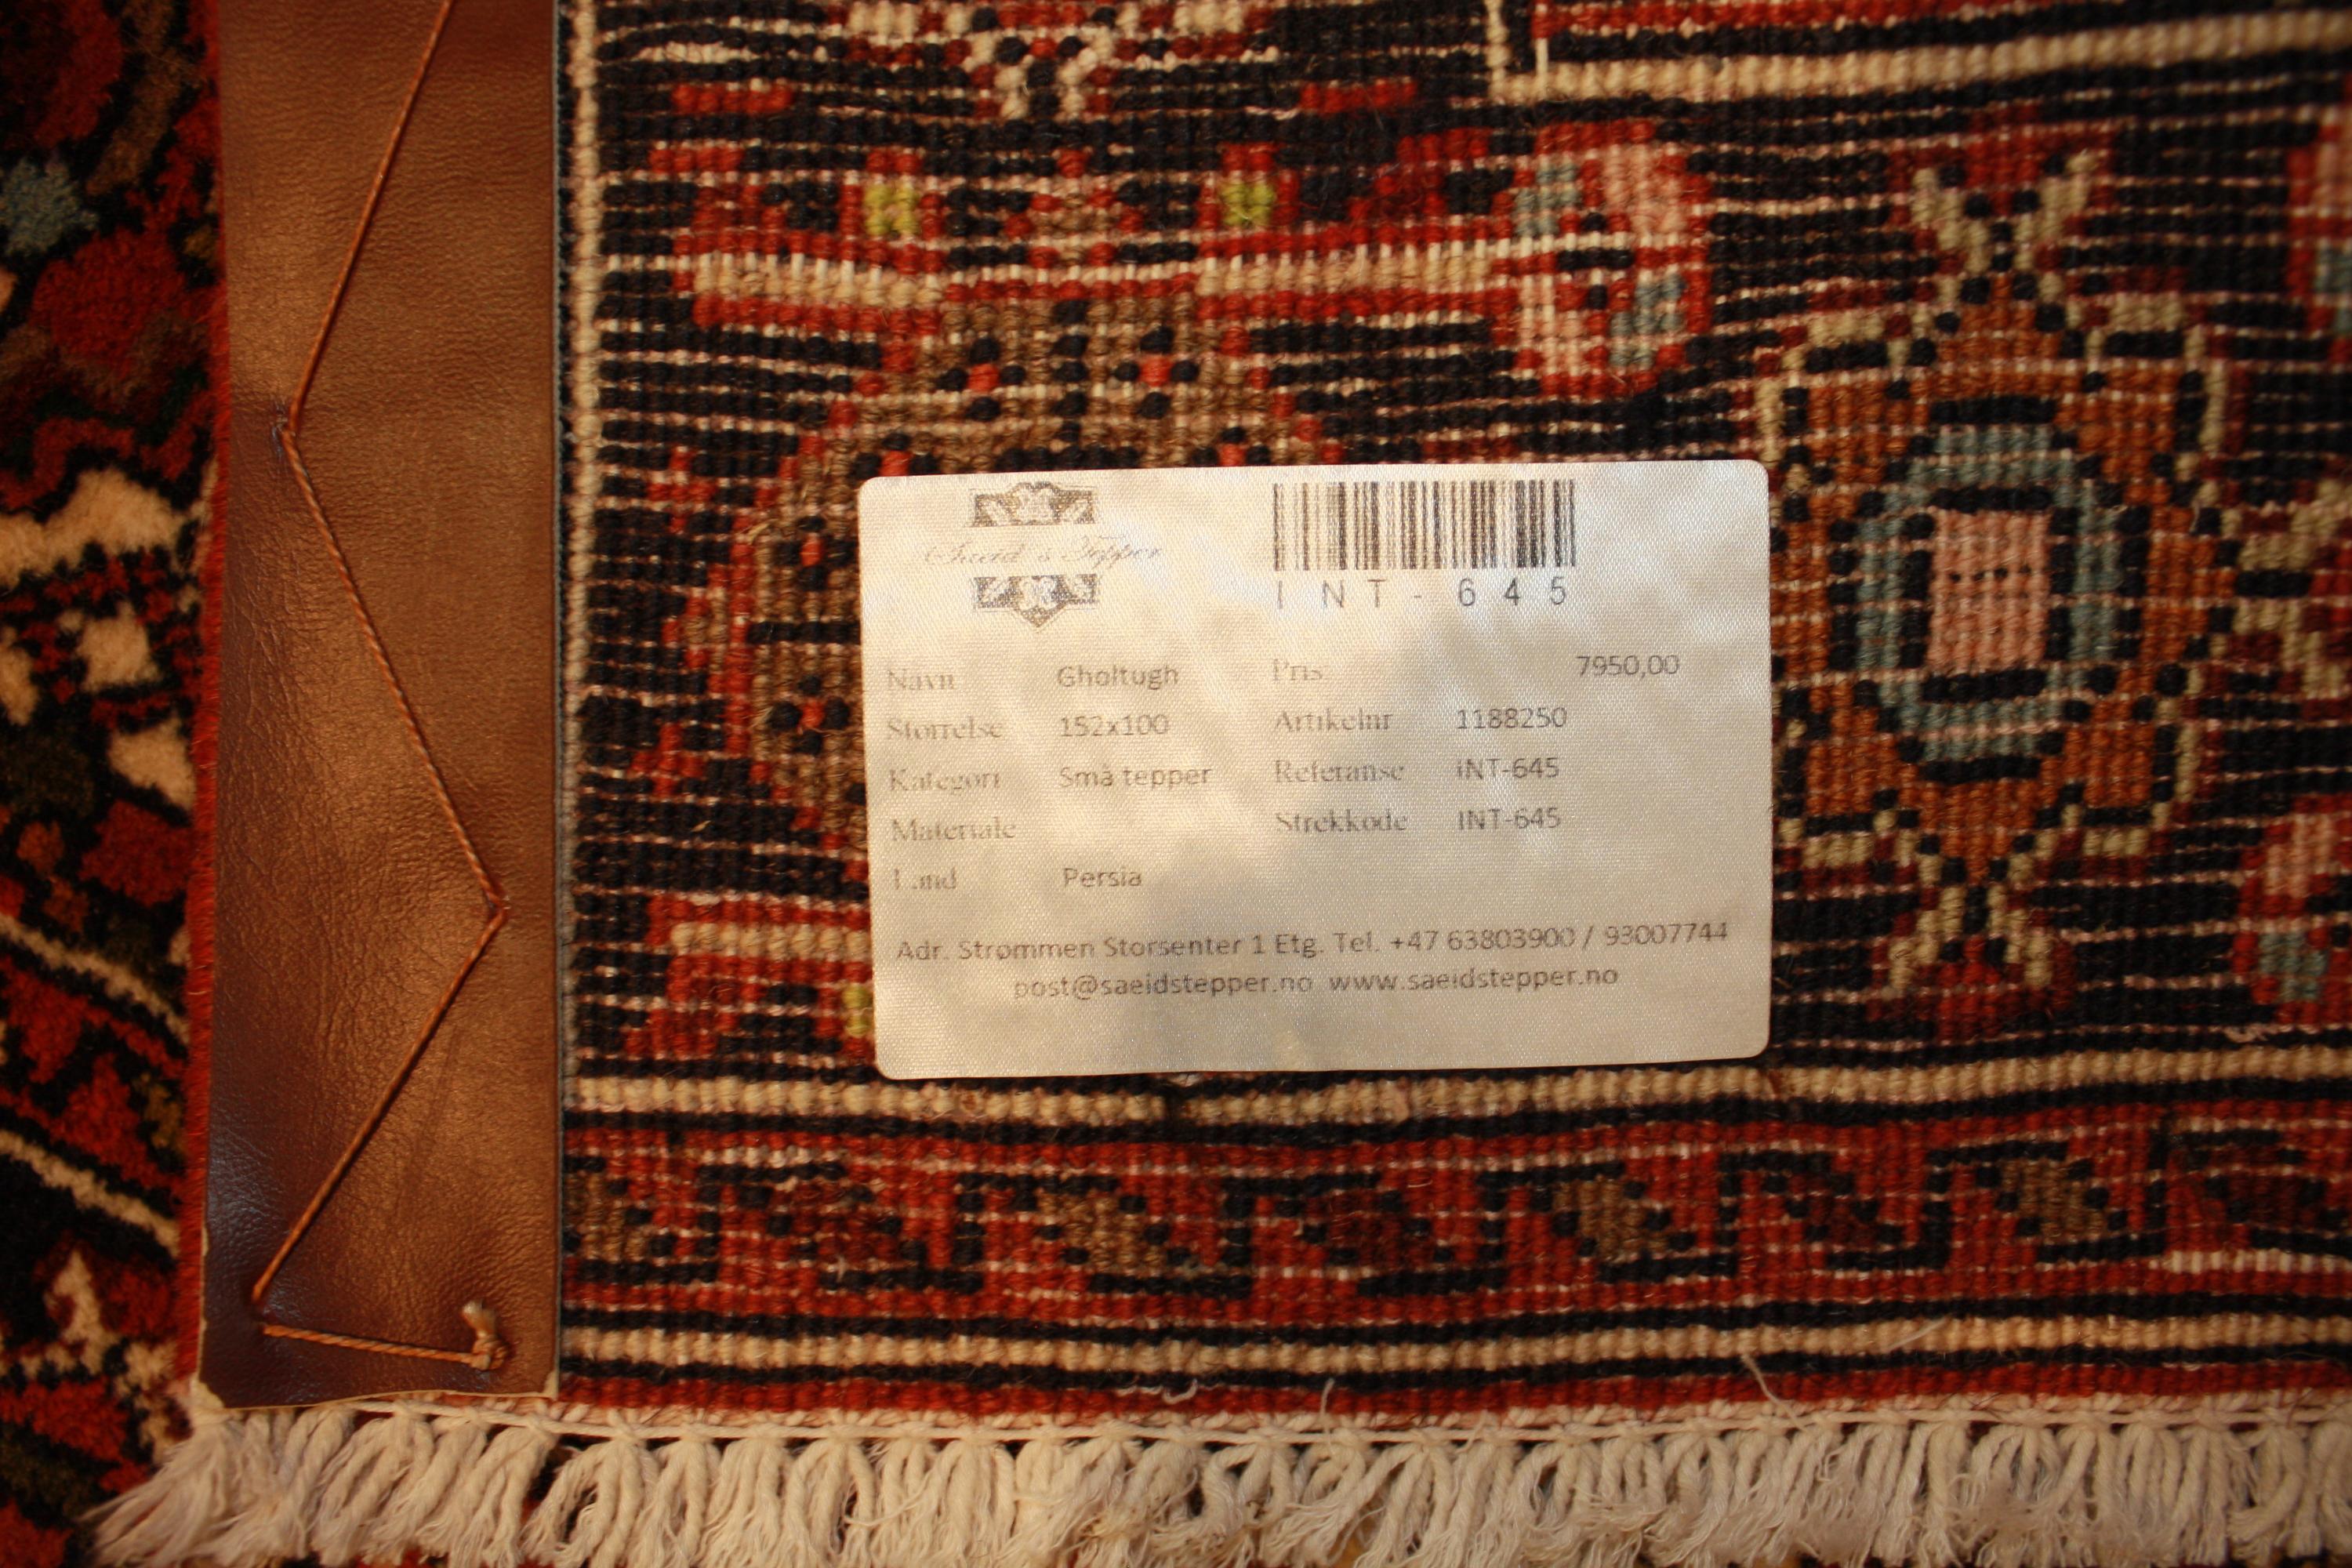 Saeid's Tepper
INT-645
Navn Gholtugh Pris 7950,00
Størrelse 152x100 Artikelnr 1188250
Kategori Små tepper Referanse INT-645
Materiale Strekkode INT-645
Land Persia
Adr. Strømmen Storsenter 1 Etg. Tel. +47 63803900 / 93007744
post@saeidstepper.no www.saeidstepper.no